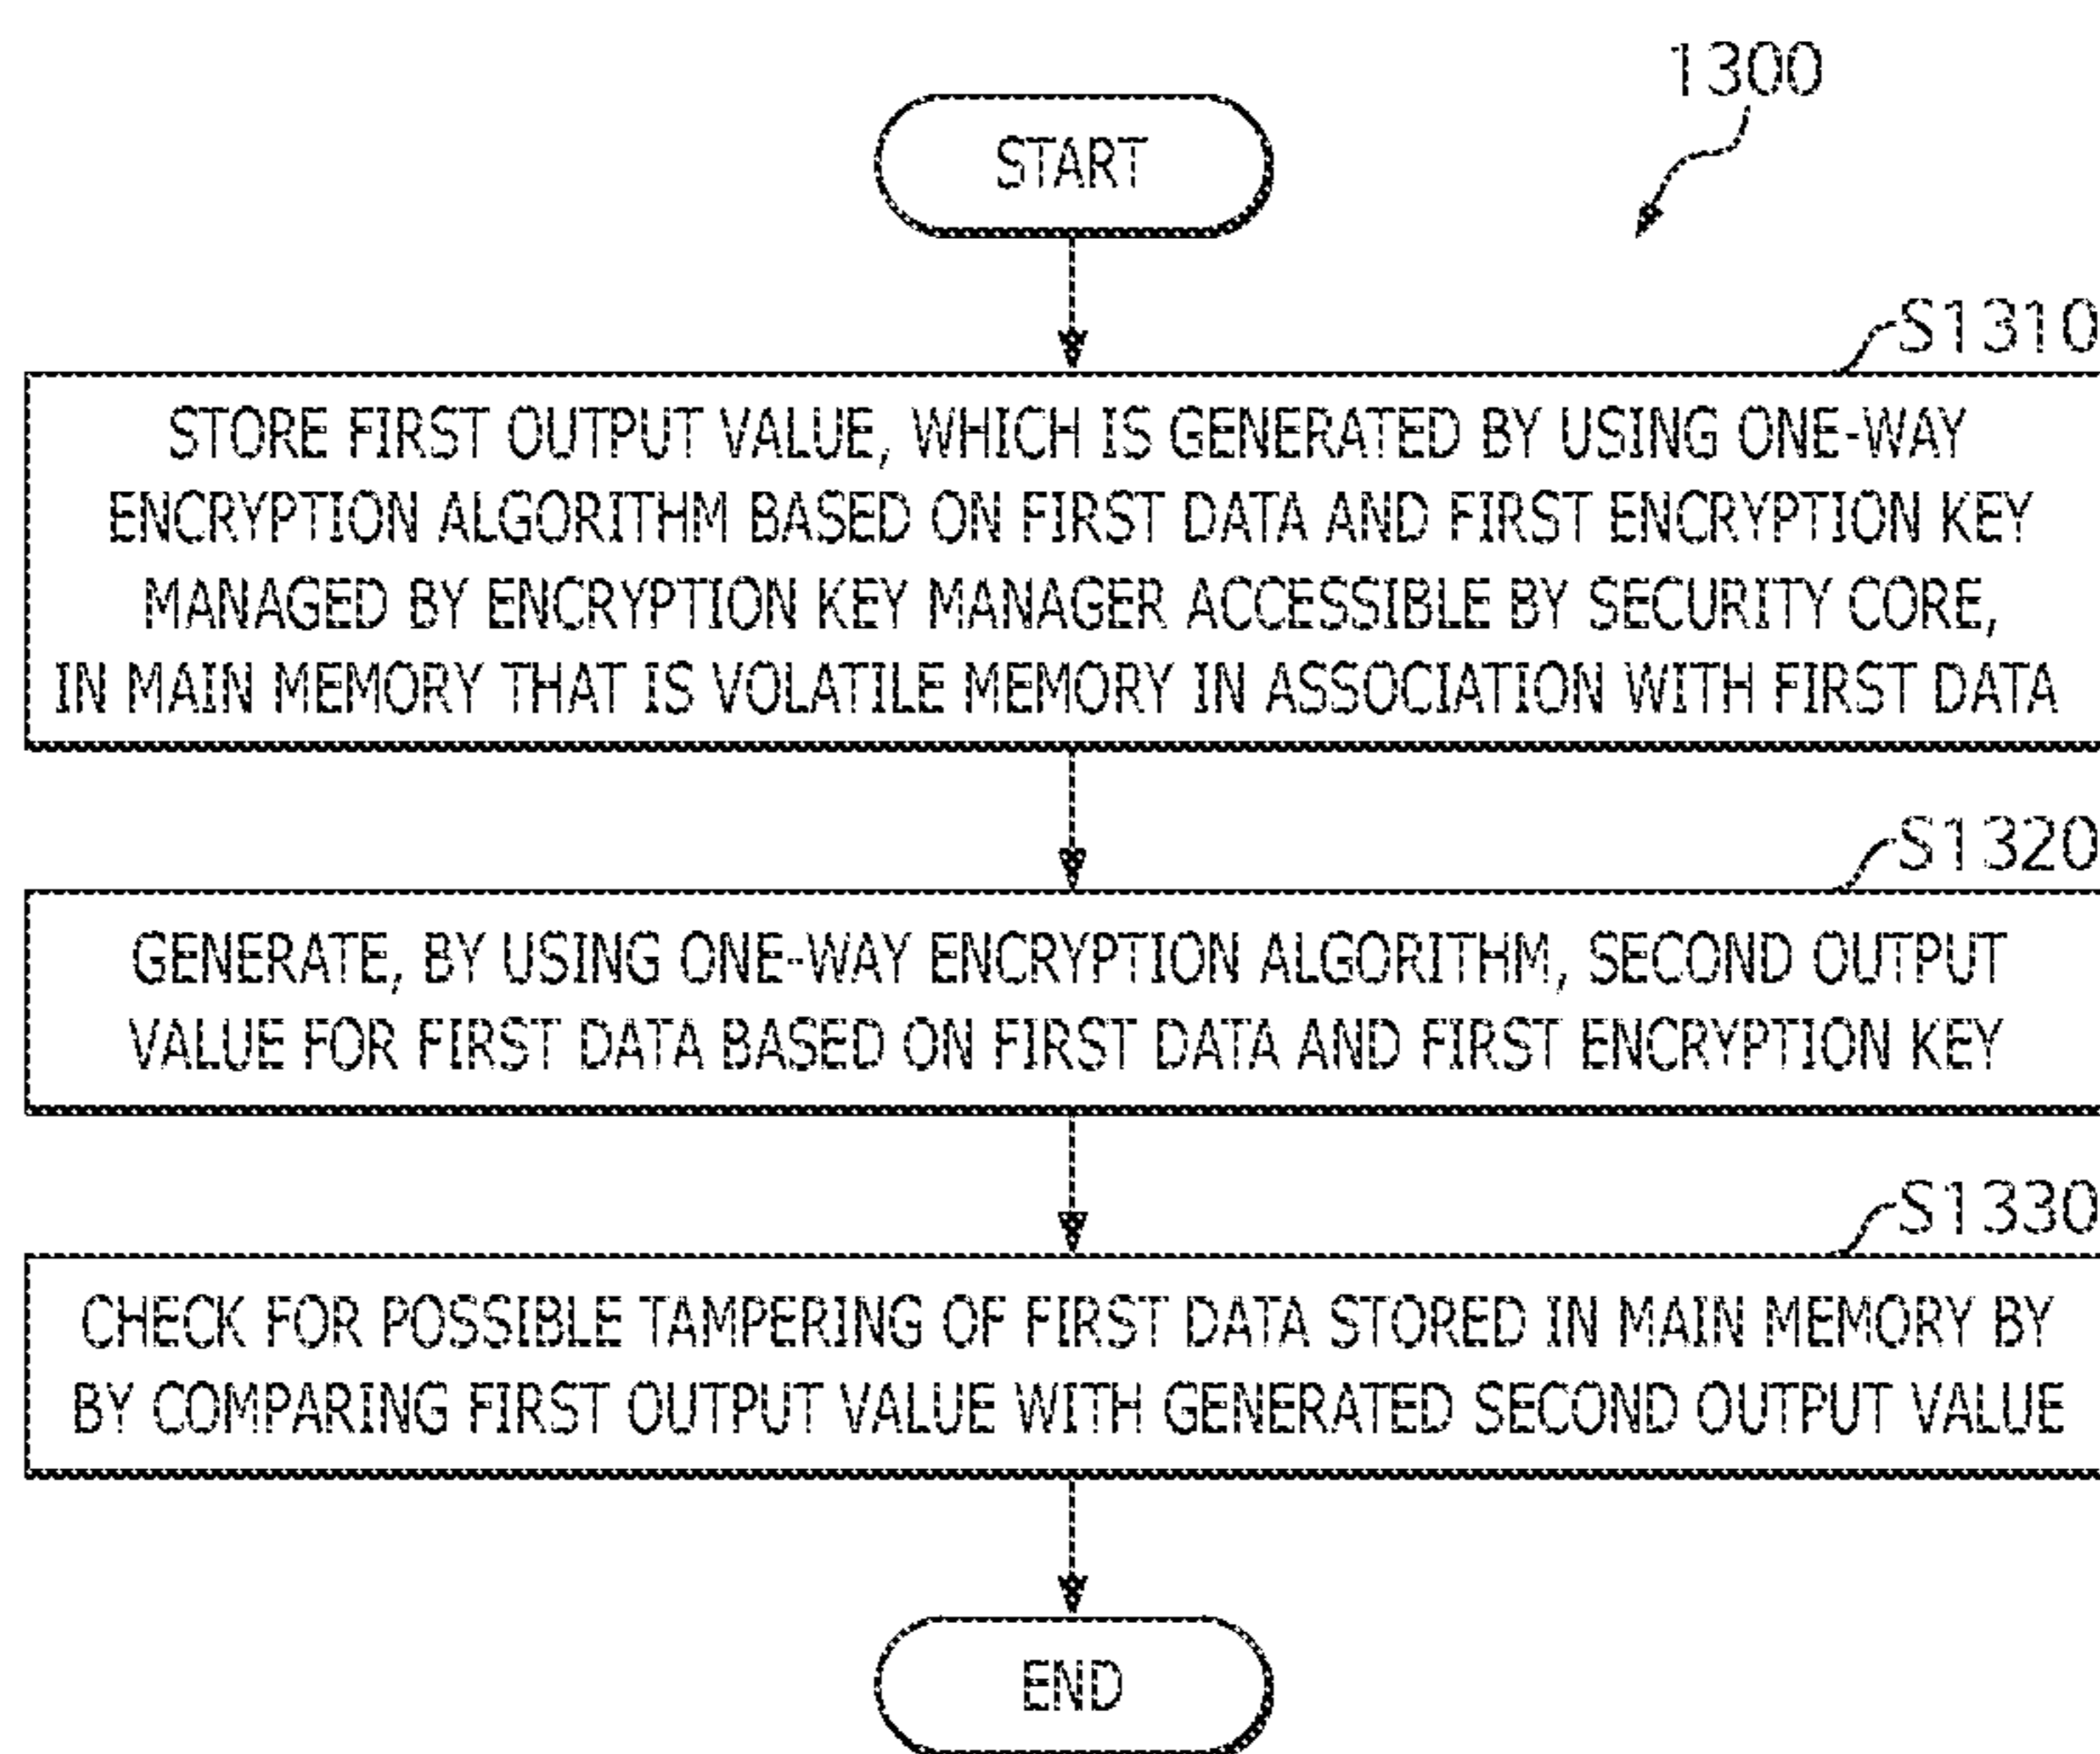 1300
START
S1310
STORE FIRST OUTPUT VALUE, WHICH IS GENERATED BY USING ONE-WAY
ENCRYPTION ALGORITHM BASED ON FIRST DATA AND FIRST ENCRYPTION KEY
MANAGED BY ENCRYPTION KEY MANAGER ACCESSIBLE BY SECURITY CORE,
IN MAIN MEMORY THAT IS VOLATILE MEMORY IN ASSOCIATION WITH FIRST DATA
S1320
GENERATE, BY USING ONE-WAY ENCRYPTION ALGORITHM, SECOND OUTPUT
VALUE FOR FIRST DATA BASED ON FIRST DATA AND FIRST ENCRYPTION KEY
S1330
CHECK FOR POSSIBLE TAMPERING OF FIRST DATA STORED IN MAIN MEMORY BY
BY COMPARING FIRST OUTPUT VALUE WITH GENERATED SECOND OUTPUT VALUE
END